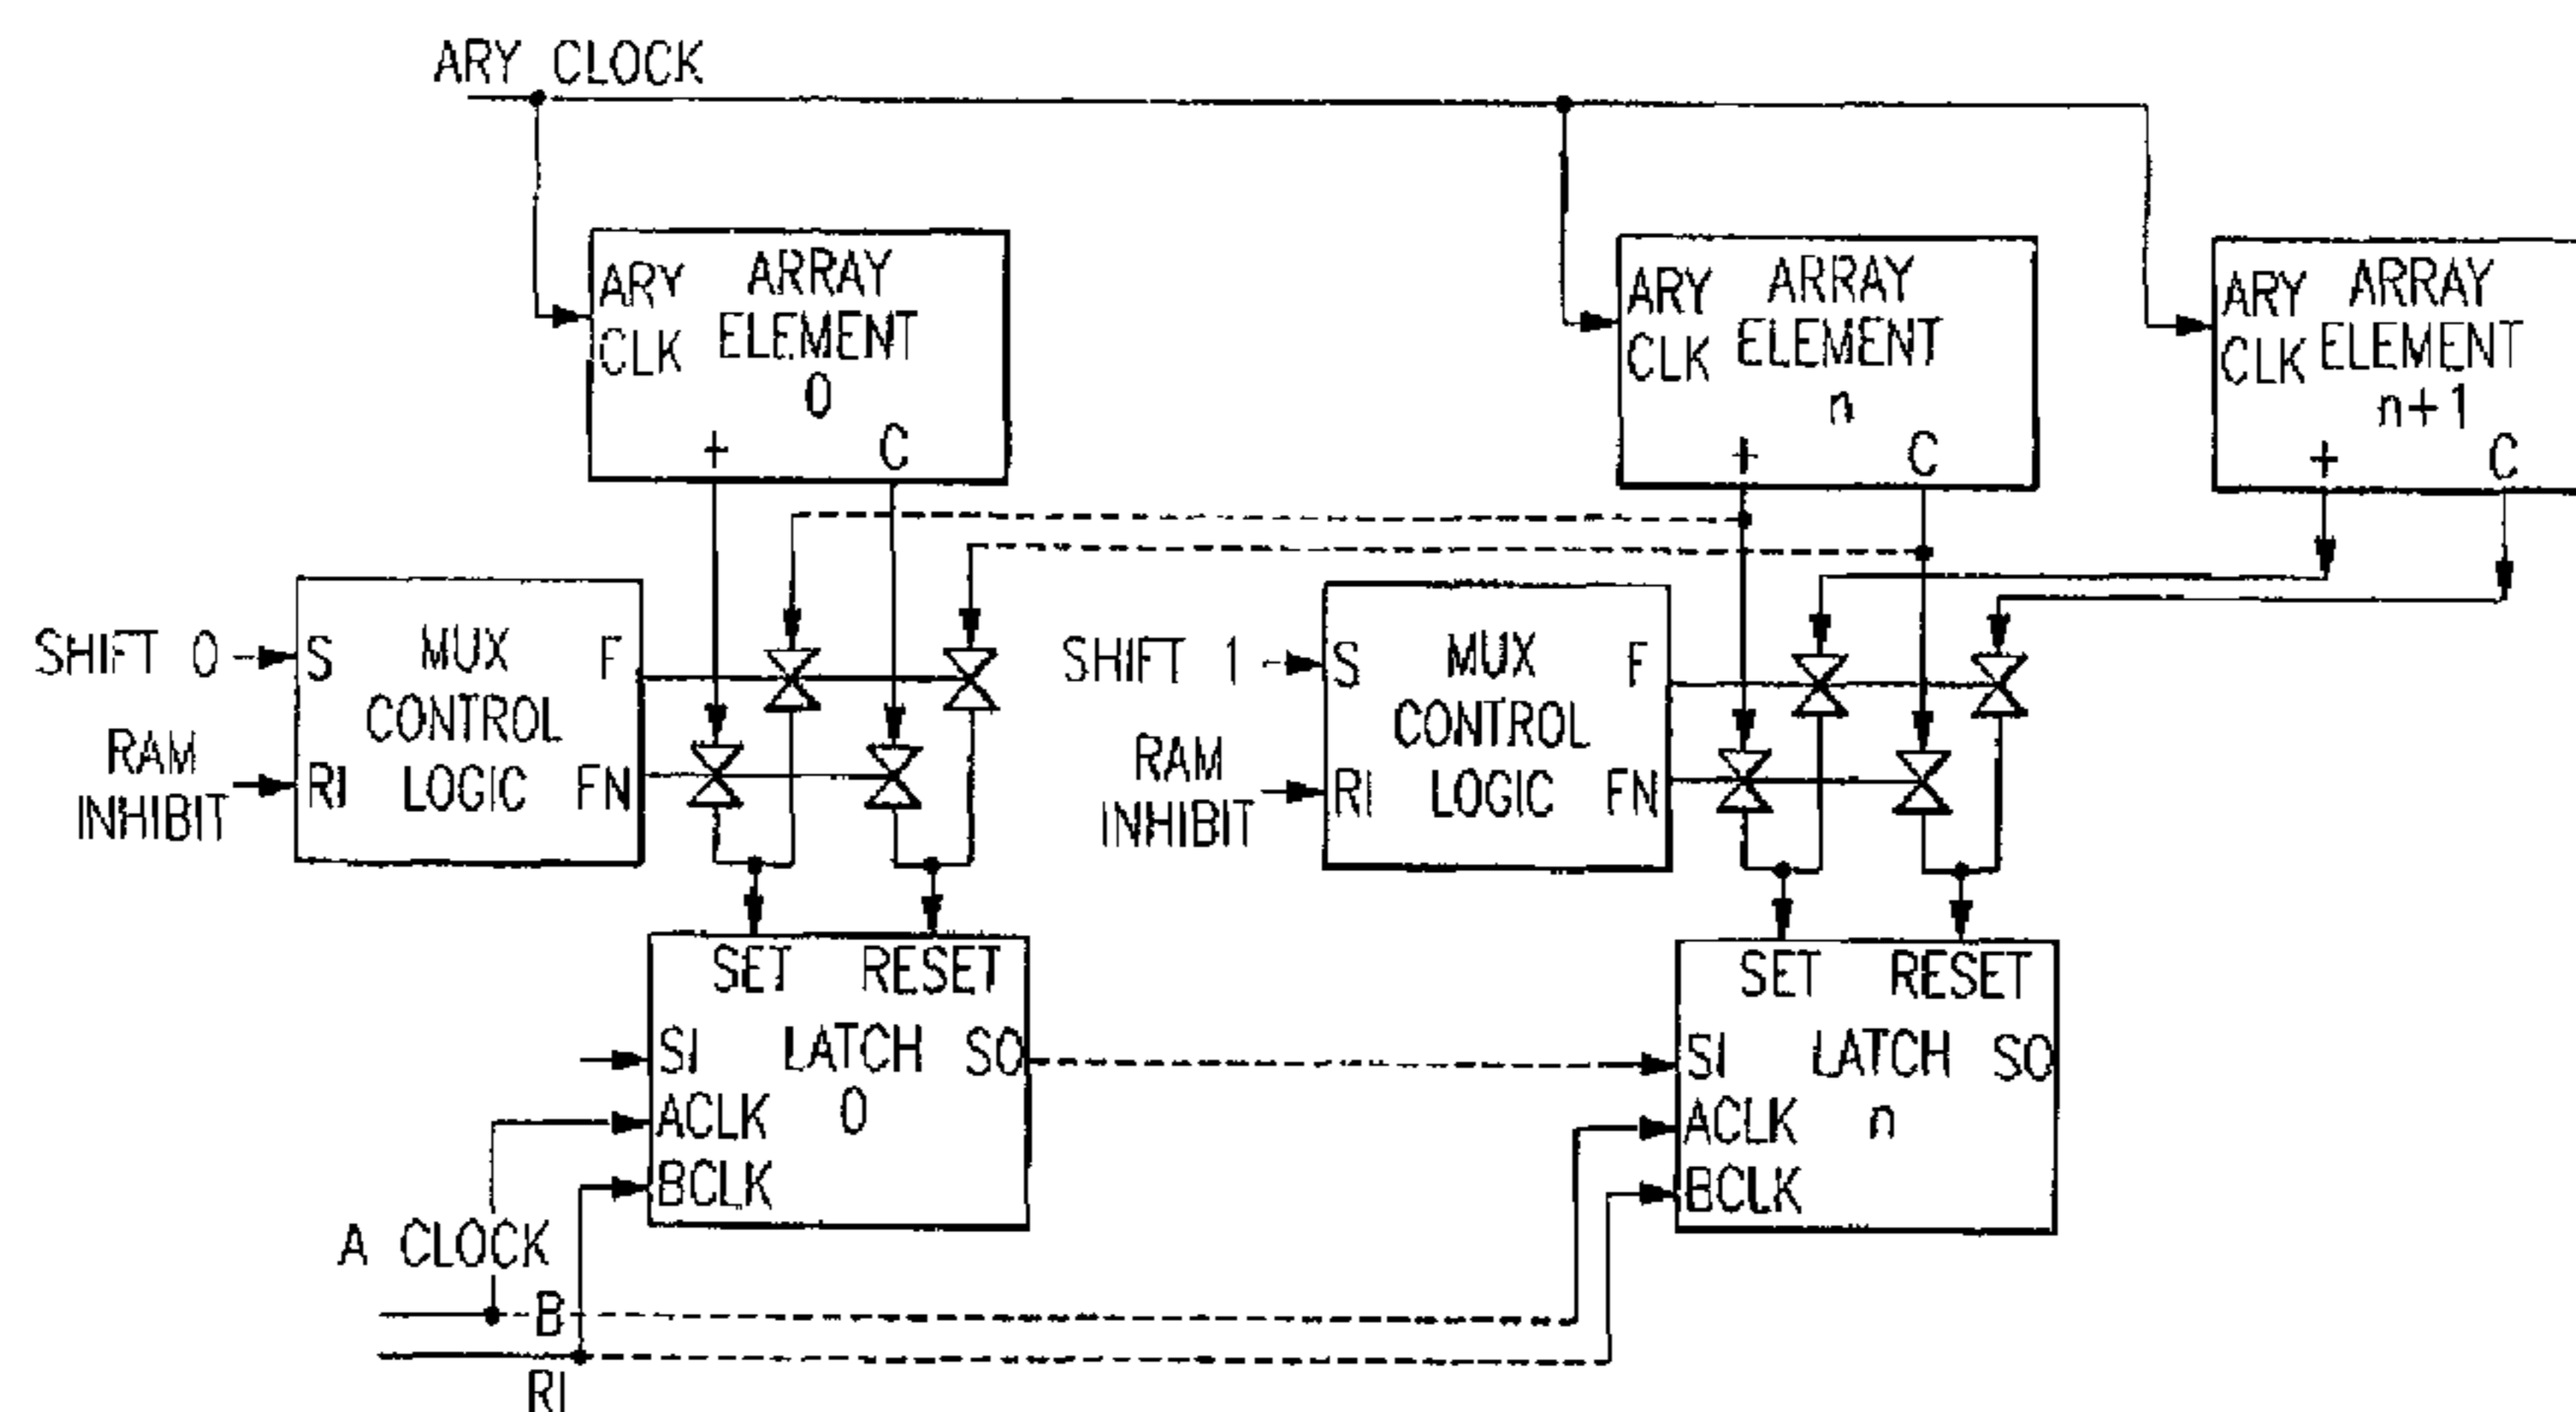 ARY CLOCK
ARY CLK
ARRAY ELEMENT 0
+ C
ARY CLK
ARRAY ELEMENT n
+ C
ARY CLK
ARRAY ELEMENT n+1
+ C
SHIFT 0
RAM INHIBIT
S
RI
MUX CONTROL LOGIC
F
FN
SHIFT 1
RAM INHIBIT
S
RI
MUX CONTROL LOGIC
F
FN
SET RESET
SI LATCH 0 SO
ACLK
BCLK
SET RESET
SI LATCH n SO
ACLK
BCLK
A CLOCK
B
RI